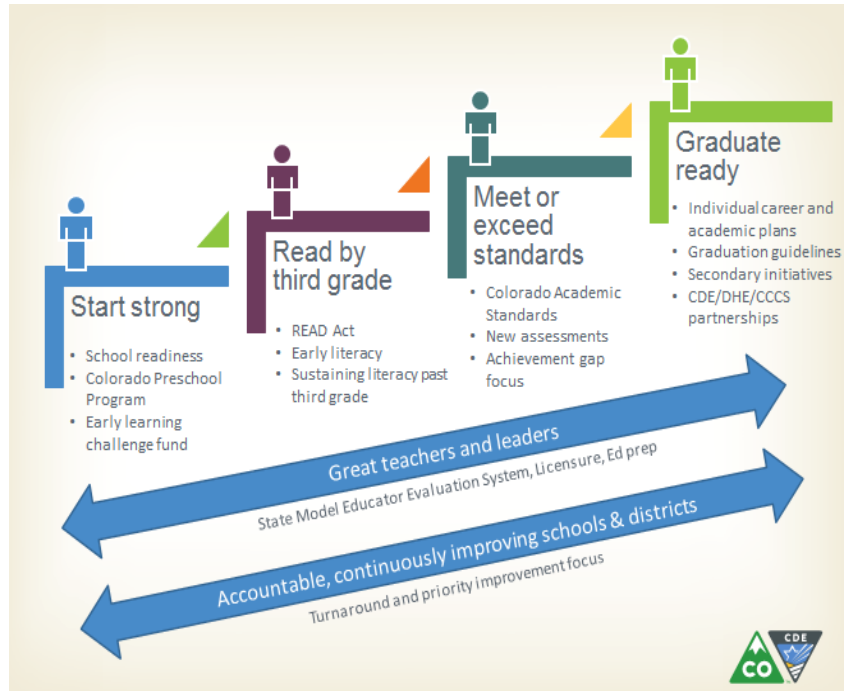 Start strong
• School readiness
• Colorado Preschool
Program
• Early learning
challenge fund
Read by
third grade
• READ Act
• Early literacy
• Sustaining literacy past
third grade
Meet or
exceed
standards
• Colorado Academic
Standards
• New assessments
• Achievement gap
focus
Graduate
ready
• Individual career and
academic plans
• Graduation guidelines
• Secondary initiatives
• CDE/DHE/CCCS
partnerships
Great teachers and leaders
State Model Educator Evaluation System, Licensure, Ed prep
Accountable, continuously improving schools & districts
Turnaround and priority improvement focus
CO
CDE